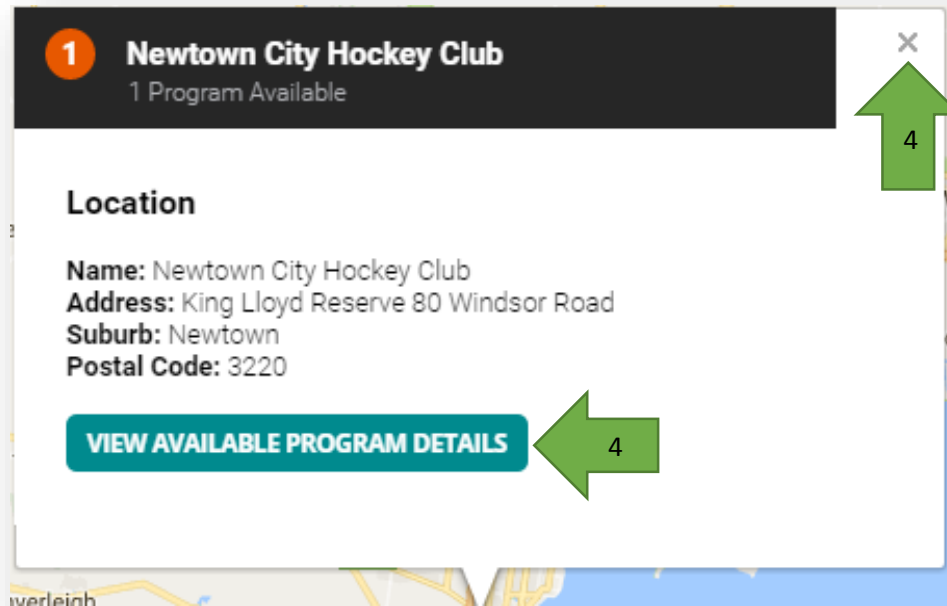 1
Newtown City Hockey Club
1 Program Available
4
Location
Name: Newtown City Hockey Club
Address: King Lloyd Reserve 80 Windsor Road
Suburb: Newtown
Postal Code: 3220
VIEW AVAILABLE PROGRAM DETAILS
4